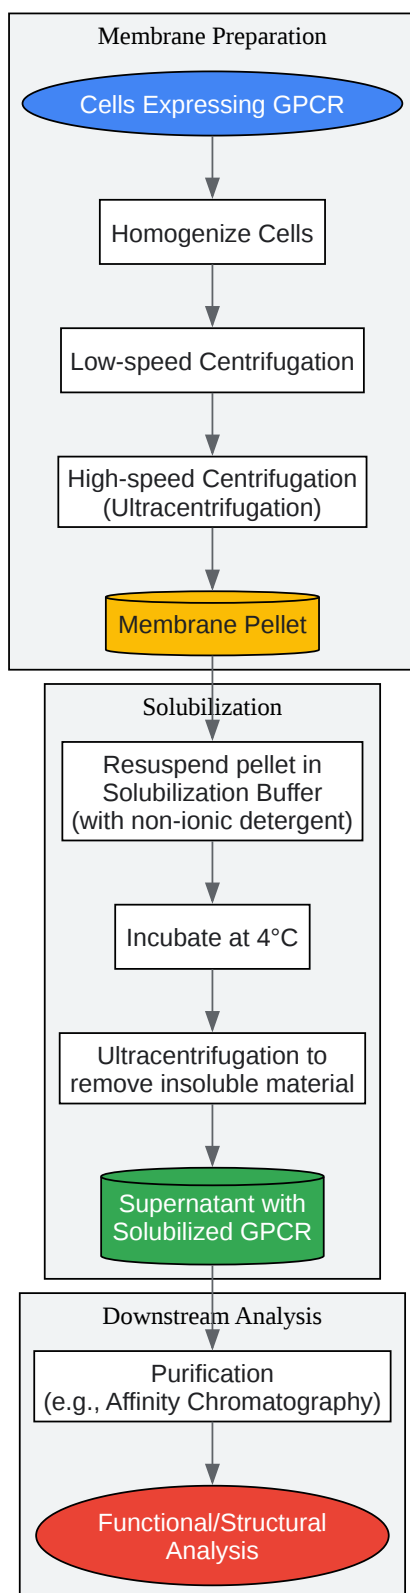 Membrane Preparation
Cells Expressing GPCR
Homogenize Cells
Low-speed Centrifugation
High-speed Centrifugation
(Ultracentrifugation)
Membrane Pellet
Solubilization
Resuspend pellet in
Solubilization Buffer
(with non-ionic detergent)
Incubate at 4°C
Ultracentrifugation to
remove insoluble material
Supernatant with
Solubilized GPCR
Downstream Analysis
Purification
(e.g., Affinity Chromatography)
Functional/Structural
Analysis